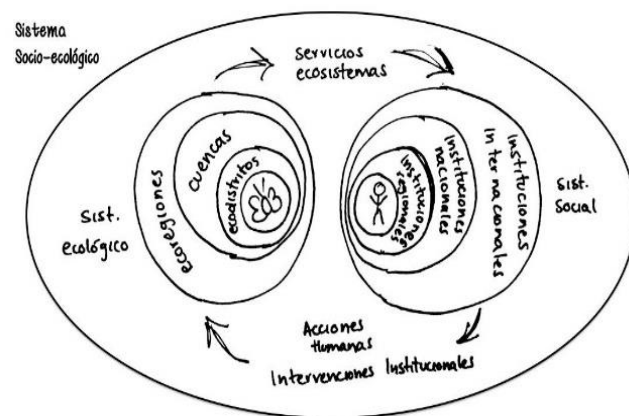 Sistema
Socio-ecológico
Servicios
ecosistemas
Sist.
ecológico
ecoregiones
cuencas
ecodistritos
Instituciones
regionales
Instituciones
nacionales
Instituciones
Internacionales
Sist.
Social
Acciones
Humanas
Intervenciones Institucionales